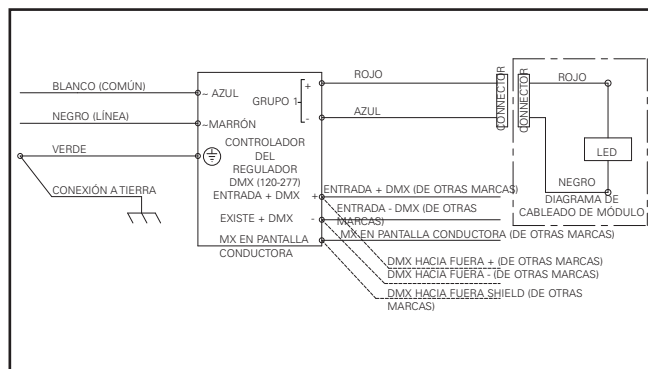 BLANCO (COMÚN)
NEGRO (LÍNEA)
VERDE
CONEXIÓN A TIERRA
~ AZUL
~MARRÓN
GRUPO 1
+
-
CONTROLADOR
DEL
REGULADOR
DMX (120-277)
ENTRADA + DMX +
EXISTE + DMX -
MX EN PANTALLA
CONDUCTORA
ROJO
AZUL
CONNECTOR
CONNECTOR
ROJO
LED
NEGRO
DIAGRAMA DE
CABLEADO DE MÓDULO
ENTRADA + DMX (DE OTRAS MARCAS)
ENTRADA - DMX (DE OTRAS
MARCAS)
MX EN PANTALLA CONDUCTORA (DE OTRAS MARCAS)
DMX HACIA FUERA + (DE OTRAS MARCAS)
DMX HACIA FUERA - (DE OTRAS MARCAS)
DMX HACIA FUERA SHIELD (DE OTRAS
MARCAS)